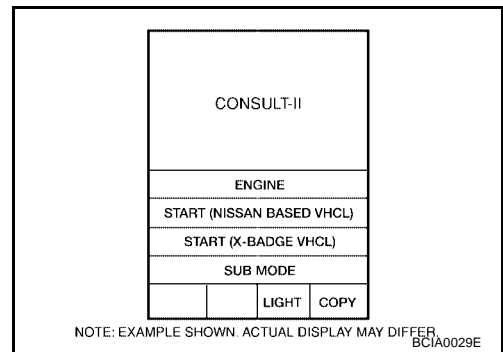 CONSULT-II
ENGINE
START (NISSAN BASED VHCL)
START (X-BADGE VHCL)
SUB MODE
LIGHT COPY
NOTE: EXAMPLE SHOWN. ACTUAL DISPLAY MAY DIFFER.
BCIA0029E